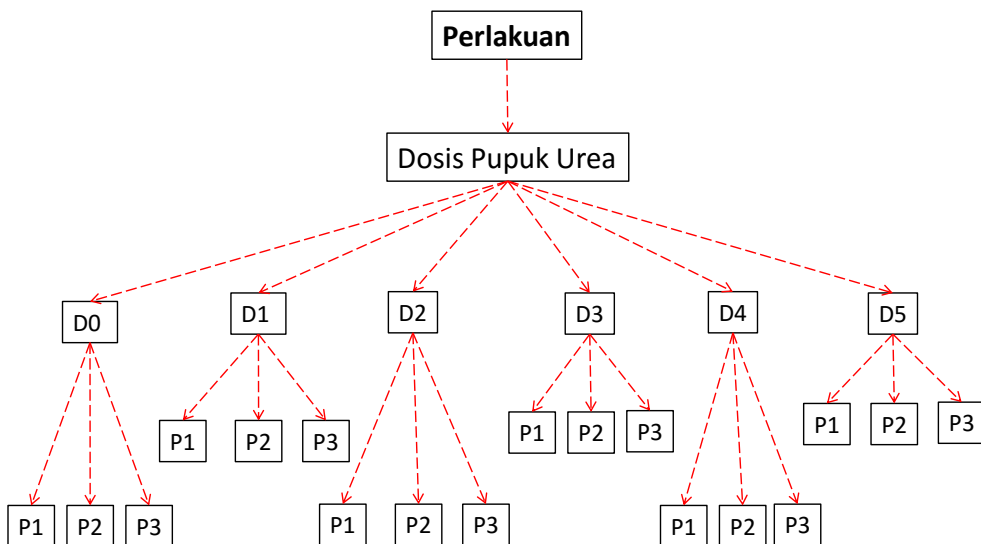 Perlakuan
Dosis Pupuk Urea
D0 D1 D2 D3 D4 D5
P1 P2 P3
P1 P2 P3
P1 P2 P3
P1 P2 P3
P1 P2 P3
P1 P2 P3